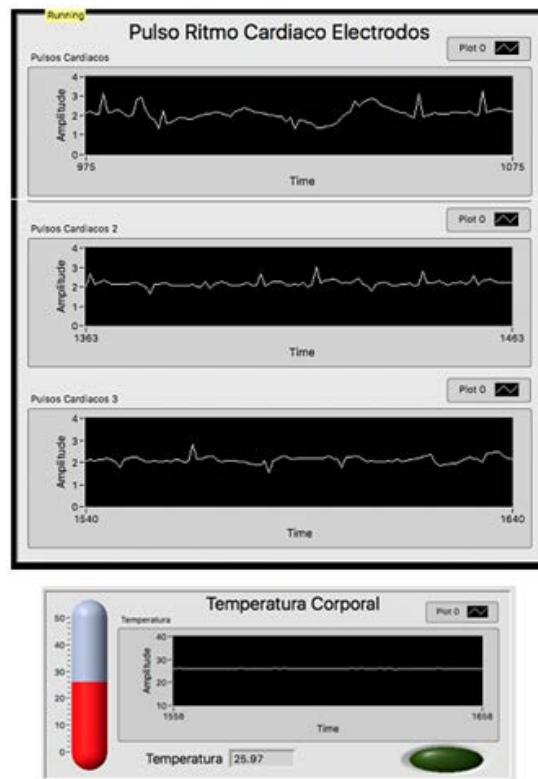 Running
Pulso Ritmo Cardiaco Electrodos
Pulsos Cardiacos
Plot 0
Amplitude
4
3
2
1
0
975
1075
Time
Pulsos Cardiacos 2
Plot 0
Amplitude
4
3
2
1
0
1363
1463
Time
Pulsos Cardiacos 3
Plot 0
Amplitude
4
3
2
1
0
1540
1640
Time
Temperatura Corporal
Plot 0
50
40
30
20
10
0
Temperatura
Amplitude
40
30
20
10
1558
1658
Time
Temperatura 25.97